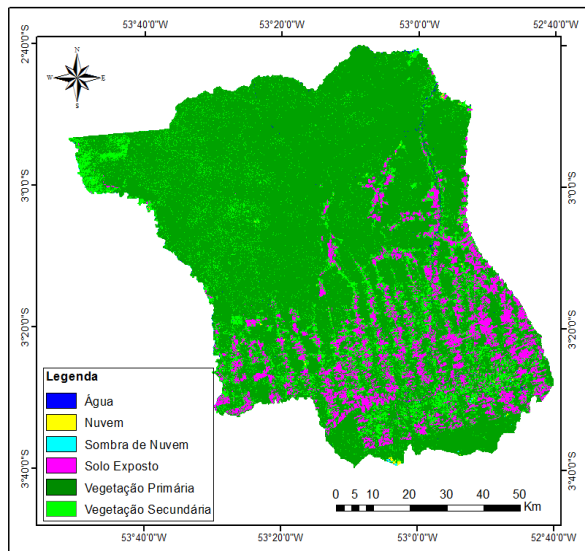 53°40'0"W 53°20'0"W 53°0'0"W 52°40'0"W
2°40'0"S 2°40'0"S
N
W E
S
3°0'0"S 3°0'0"S
3°20'0"S 3°20'0"S
Legenda
Água
Nuvem
Sombra de Nuvem
Solo Exposto
Vegetação Primária
Vegetação Secundária
3°40'0"S 3°40'0"S
0 5 10 20 30 40 50
Km
53°40'0"W 53°20'0"W 53°0'0"W 52°40'0"W